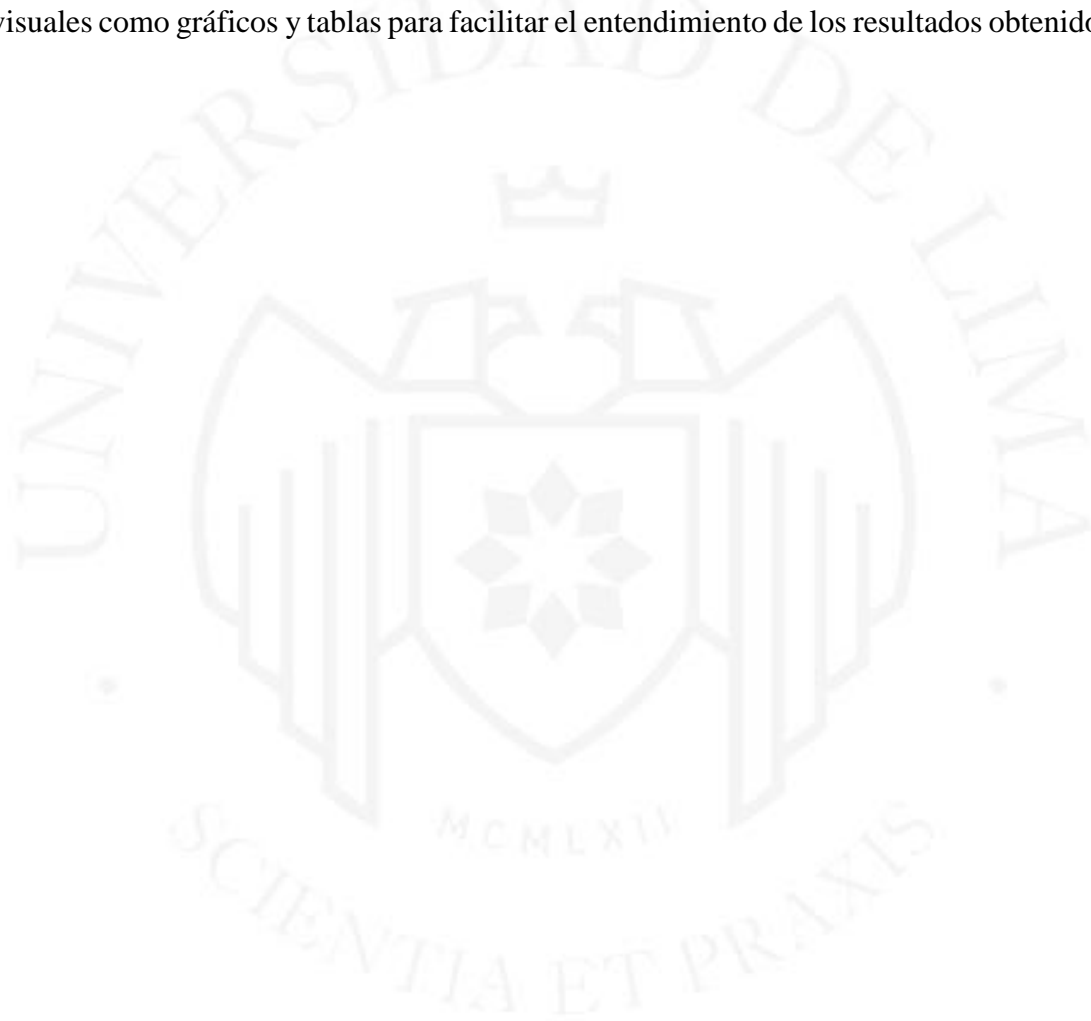 visuales como gráficos y tablas para facilitar el entendimiento de los resultados obtenido
UNIVERSIDAD DE LIMA
MCMLXII
SCIENTIA ET PRAXIS